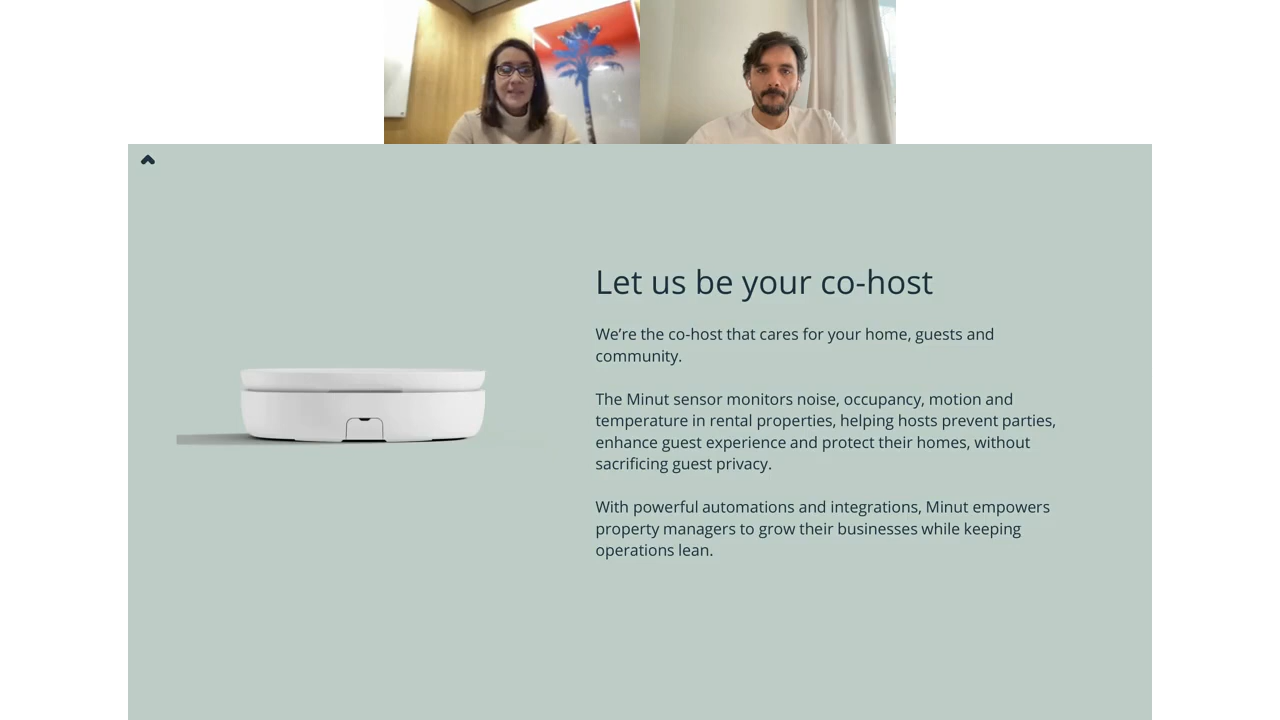 Let us be your co-host
We’re the co-host that cares for your home, guests and
community.
The Minut sensor monitors noise, occupancy, motion and
temperature in rental properties, helping hosts prevent parties,
enhance guest experience and protect their homes, without
sacrificing guest privacy.
With powerful automations and integrations, Minut empowers
property managers to grow their businesses while keeping
operations lean.